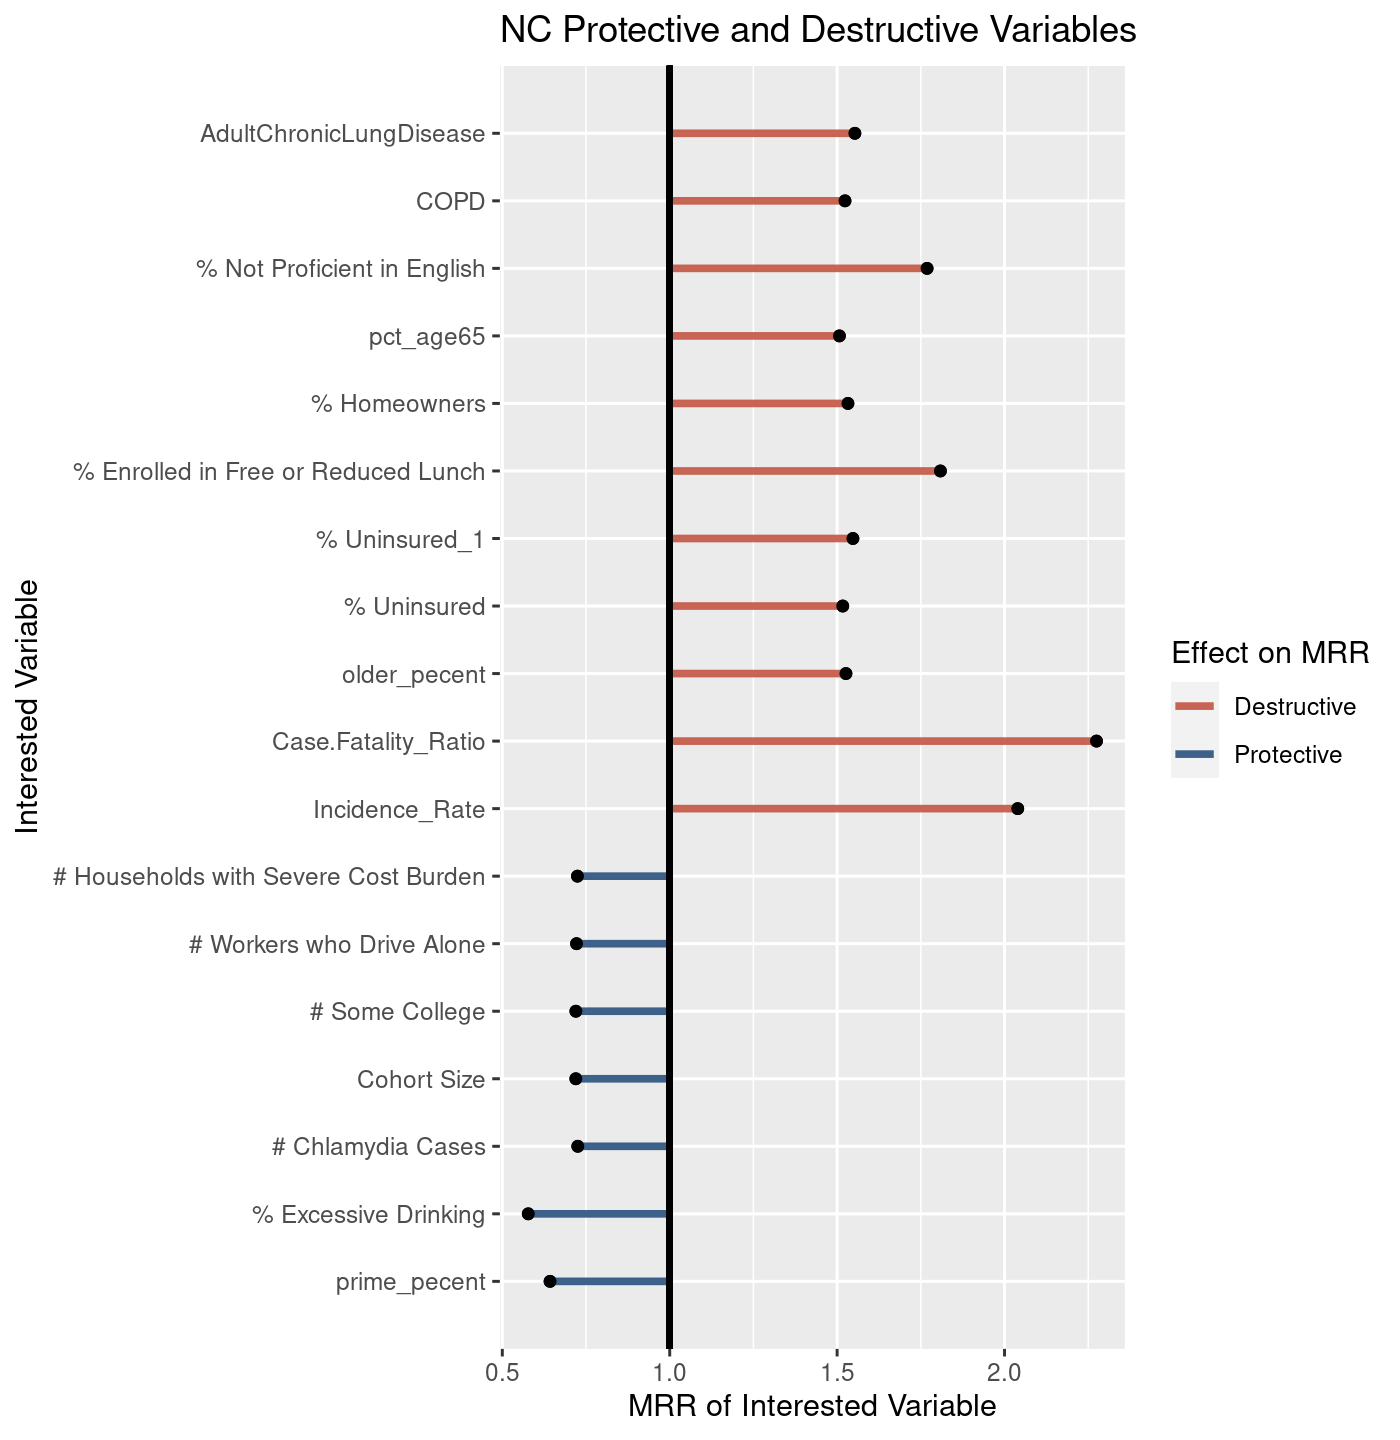 NC Protective and Destructive Variables
AdultChronicLungDisease
COPD
% Not Proficient in English
pct_age65
% Homeowners
% Enrolled in Free or Reduced Lunch
% Uninsured_1
% Uninsured
older_pecent
Case.Fatality_Ratio
Incidence_Rate
# Households with Severe Cost Burden
# Workers who Drive Alone
# Some College
Cohort Size
# Chlamydia Cases
% Excessive Drinking
prime_pecent
Interested Variable
0.5 1.0 1.5 2.0
MRR of Interested Variable
Effect on MRR
Destructive
Protective